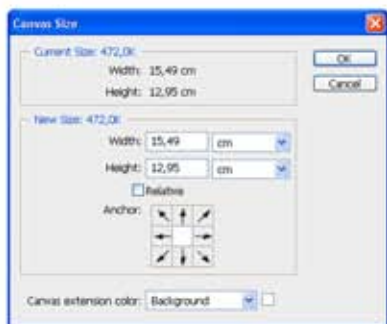 Canvas Size
Current Size: 472,0K
Width: 15,49 cm
Height: 12,95 cm
OK
Cancel
New Size: 472,0K
Width: 15,49 cm
Height: 12,95 cm
Relative
Anchor:
Canvas extension color: Background